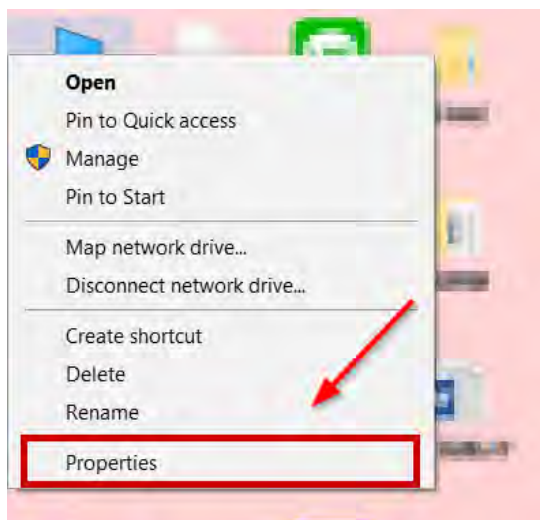 Open
Pin to Quick access
Manage
Pin to Start
Map network drive...
Disconnect network drive...
Create shortcut
Delete
Rename
Properties